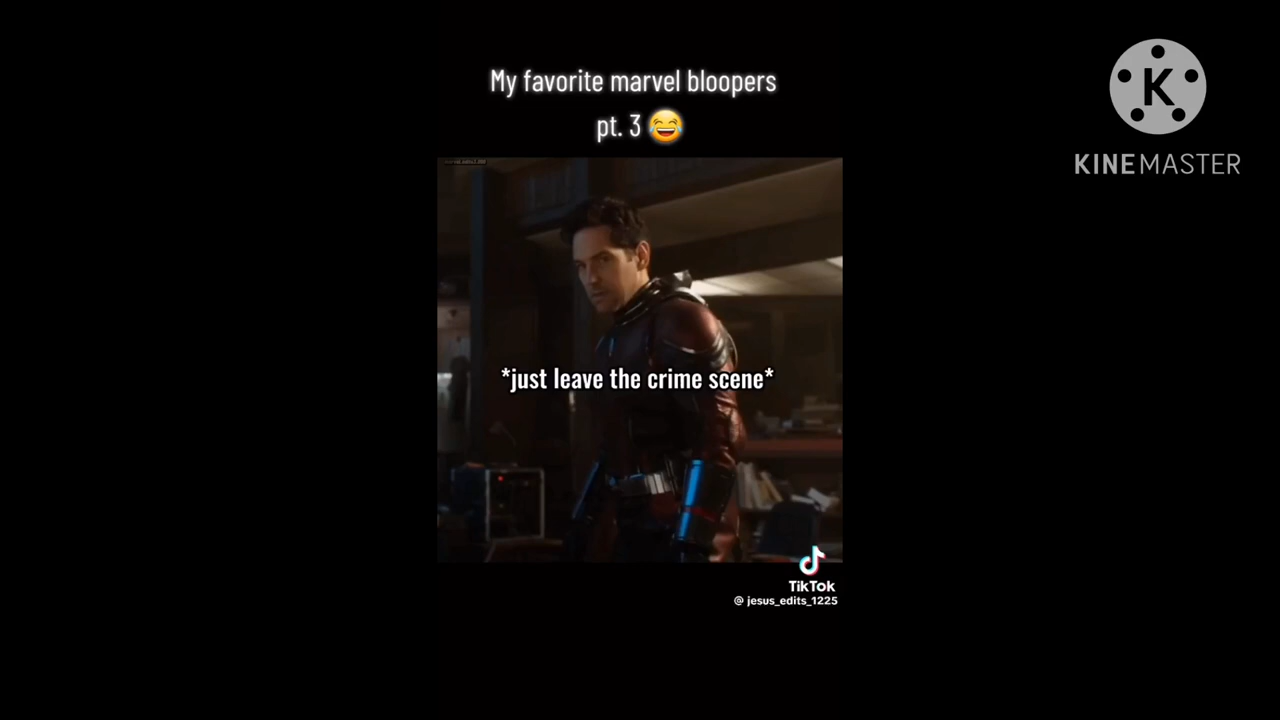 My favorite marvel bloopers
pt. 3 😂
K
KINEMASTER
*just leave the crime scene*
TikTok
@ jesus_edits_1225